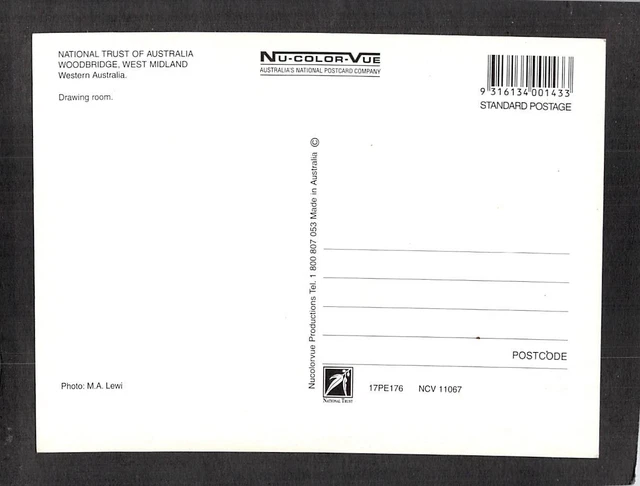 NATIONAL TRUST OF AUSTRALIA
WOODBRIDGE, WEST MIDLAND
Western Australia.
Drawing room.
NU-COLOR-VUE
AUSTRALIA'S NATIONAL POSTCARD COMPANY
9 316134 001433
STANDARD POSTAGE
Nucolorvue Productions Tel. 1 800 807 053 Made in Australia ©
POSTCODE
Photo: M.A. Lewi
NATIONAL TRUST
17PE176 NCV 11067